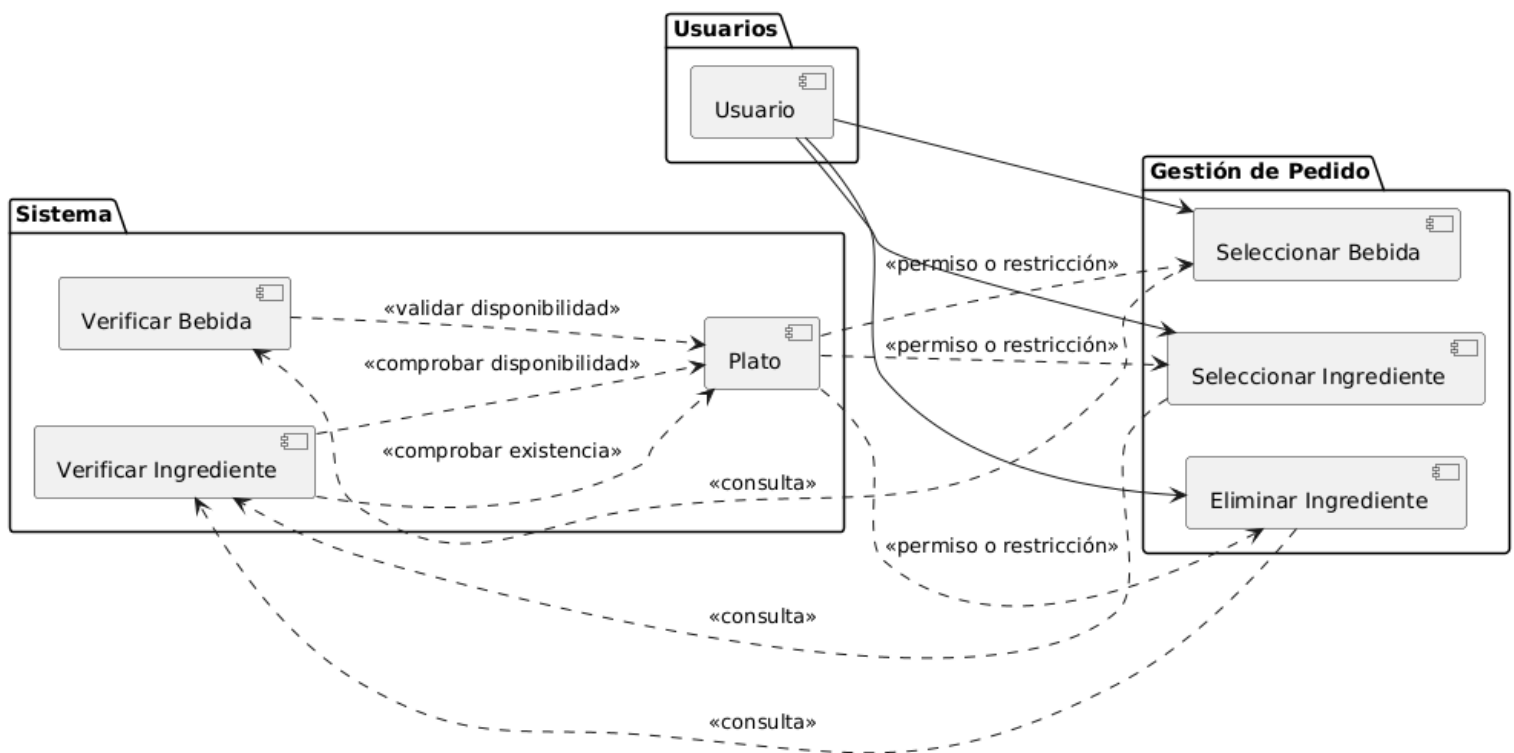 Usuarios
Usuario
Gestión de Pedido
Sistema
Seleccionar Bebida
«permiso o restricción»
Verificar Bebida
«validar disponibilidad»
Plato
«permiso o restricción»
«comprobar disponibilidad»
Seleccionar Ingrediente
«comprobar existencia»
Verificar Ingrediente
«consulta»
Eliminar Ingrediente
«permiso o restricción»
«consulta»
«consulta»